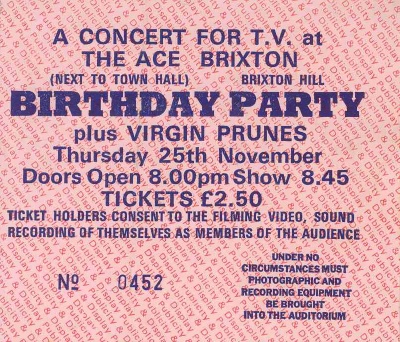 A CONCERT FOR T.V. at
THE ACE BRIXTON
(NEXT TO TOWN HALL) BRIXTON HILL
BIRTHDAY PARTY
plus VIRGIN PRUNES
Thursday 25th November
Doors Open 8.00pm Show 8.45
TICKETS £2.50
TICKET HOLDERS CONSENT TO THE FILMING VIDEO, SOUND
RECORDING OF THEMSELVES AS MEMBERS OF THE AUDIENCE
Nº 0452
UNDER NO
CIRCUMSTANCES MUST
PHOTOGRAPHIC AND
RECORDING EQUIPMENT
BE BROUGHT
INTO THE AUDITORIUM